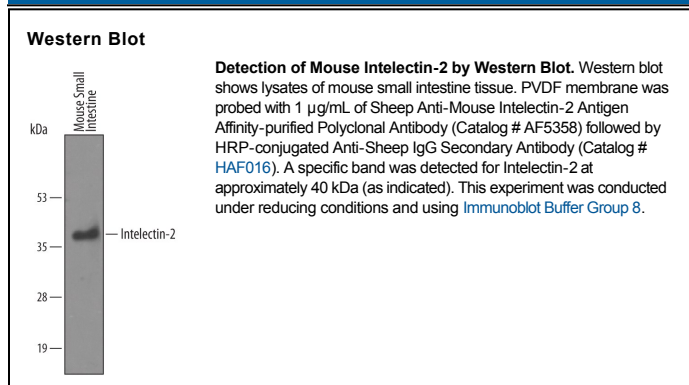 Western Blot
Mouse Small
Intestine
kDa
53
Intelectin-2
35
28
19
Detection of Mouse Intelectin-2 by Western Blot. Western blot
shows lysates of mouse small intestine tissue. PVDF membrane was
probed with 1 µg/mL of Sheep Anti-Mouse Intelectin-2 Antigen
Affinity-purified Polyclonal Antibody (Catalog # AF5358) followed by
HRP-conjugated Anti-Sheep IgG Secondary Antibody (Catalog #
HAF016). A specific band was detected for Intelectin-2 at
approximately 40 kDa (as indicated). This experiment was conducted
under reducing conditions and using Immunoblot Buffer Group 8.